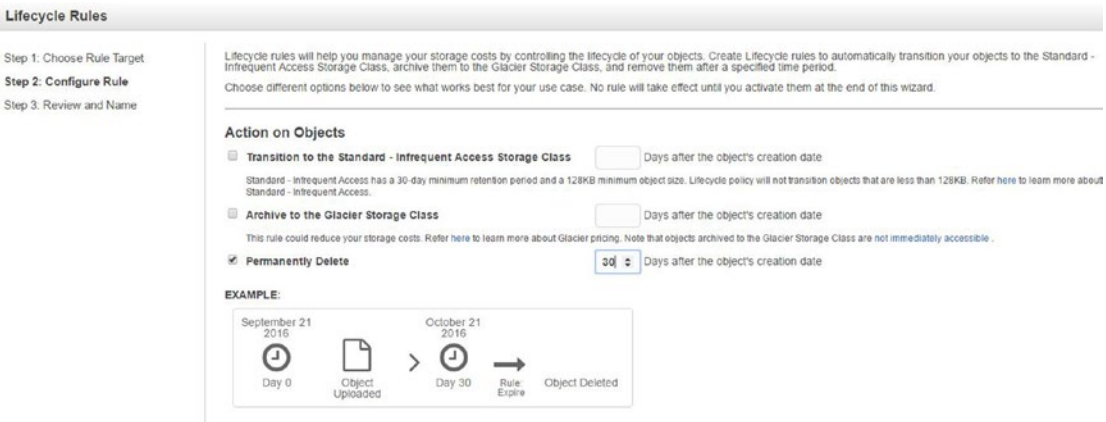 Lifecycle Rules
Step 1: Choose Rule Target
Step 2: Configure Rule
Step 3: Review and Name
Lifecycle rules will help you manage your storage costs by controlling the lifecycle of your objects. Create Lifecycle rules to automatically transition your objects to the Standard -
Infrequent Access Storage Class, archive them to the Glacier Storage Class, and remove them after a specified time period.
Choose different options below to see what works best for your use case. No rule will take effect until you activate them at the end of this wizard.
Action on Objects
Transition to the Standard - Infrequent Access Storage Class Days after the object's creation date
Standard - Infrequent Access has a 30-day minimum retention period and a 128KB minimum object size. Lifecycle policy will not transition objects that are less than 128KB. Refer here to learn more about
Standard - Infrequent Access.
Archive to the Glacier Storage Class Days after the object's creation date
This rule could reduce your storage costs. Refer here to learn more about Glacier pricing. Note that objects archived to the Glacier Storage Class are not immediately accessible .
Permanently Delete 30 Days after the object's creation date
EXAMPLE:
September 21 October 21
2016 2016
Day 0 Object Day 30 Rule: Object Deleted
Uploaded Expire